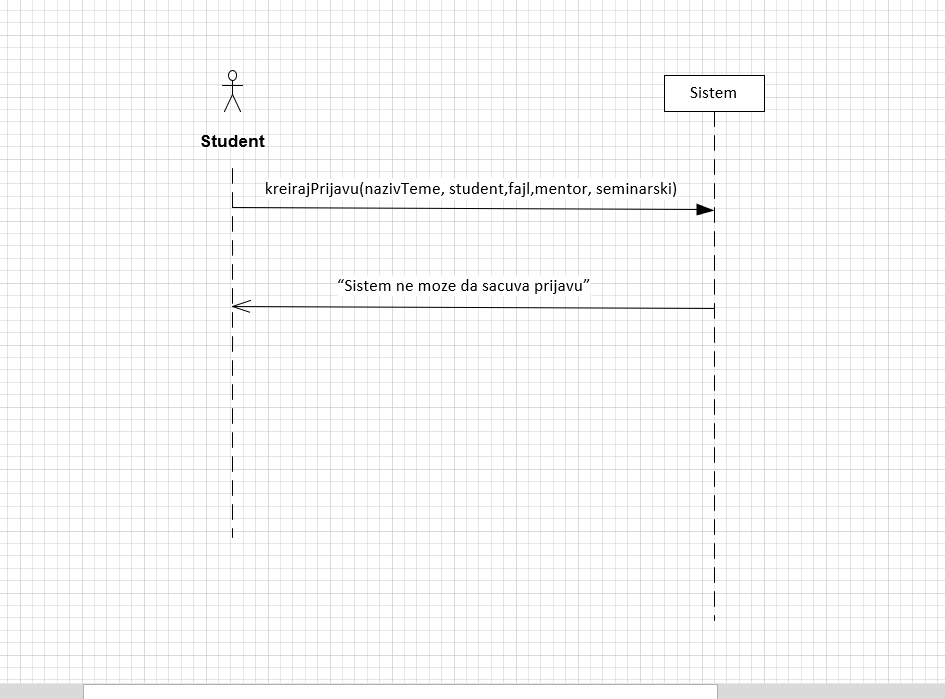 Sistem
Student
kreirajPrijavu(nazivTeme, student,fajl,mentor, seminarski)
“Sistem ne moze da sacuva prijavu”